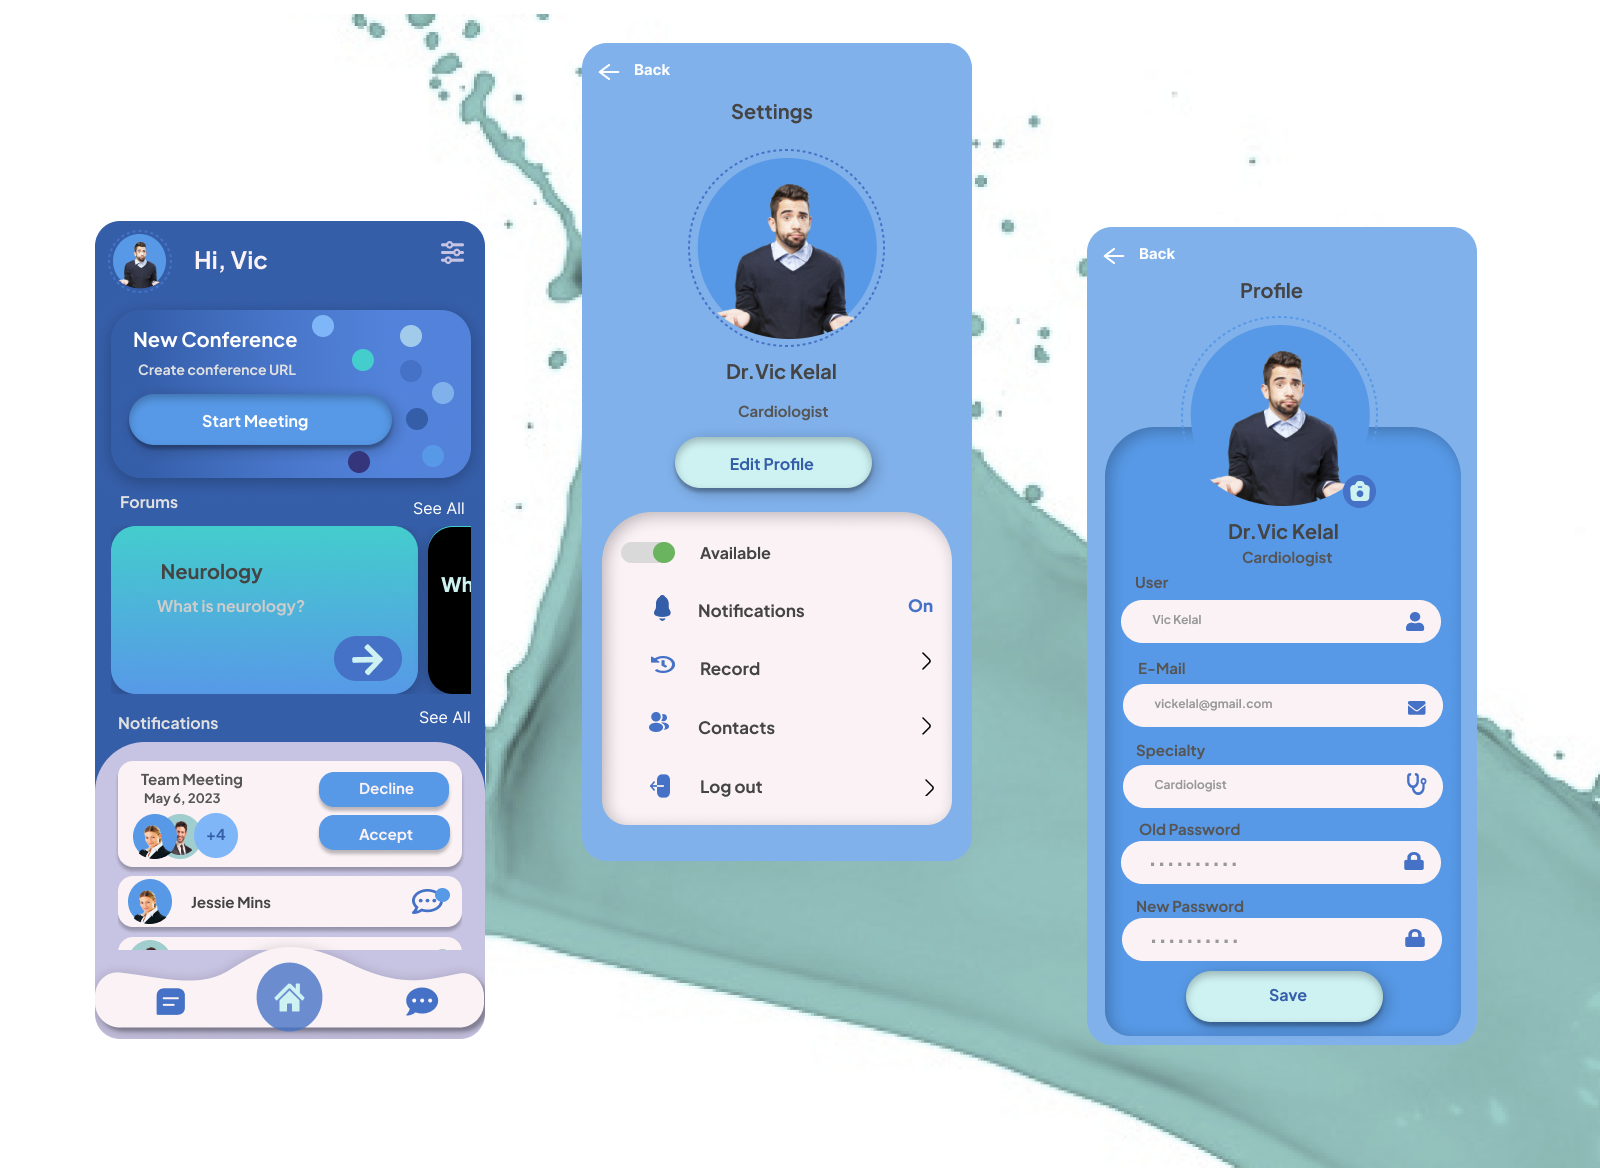 Hi, Vic
New Conference
Create conference URL
Start Meeting
Forums
See All
Neurology
What is neurology?
Wh
Notifications
See All
Team Meeting
May 6, 2023
+4
Decline
Accept
Jessie Mins
Back
Settings
Dr.Vic Kelal
Cardiologist
Edit Profile
Available
Notifications
On
Record
Contacts
Log out
Back
Profile
Dr.Vic Kelal
Cardiologist
User
Vic Kelal
E-Mail
vickelal@gmail.com
Specialty
Cardiologist
Old Password
..........
New Password
..........
Save